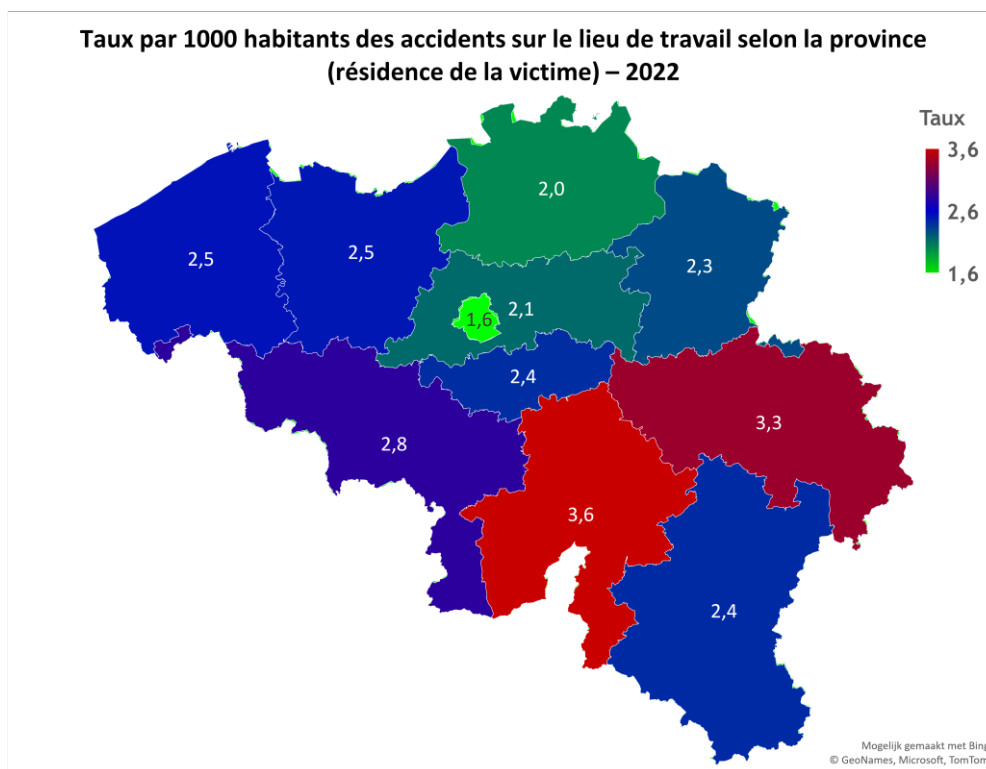 Taux par 1000 habitants des accidents sur le lieu de travail selon la province
(résidence de la victime) – 2022
Taux
3,6
2,6
1,6
2,0
2,5
2,5
2,3
2,1
1,6
2,4
3,3
2,8
3,6
2,4
Mogelijk gemaakt met Bing
© GeoNames, Microsoft, TomTom